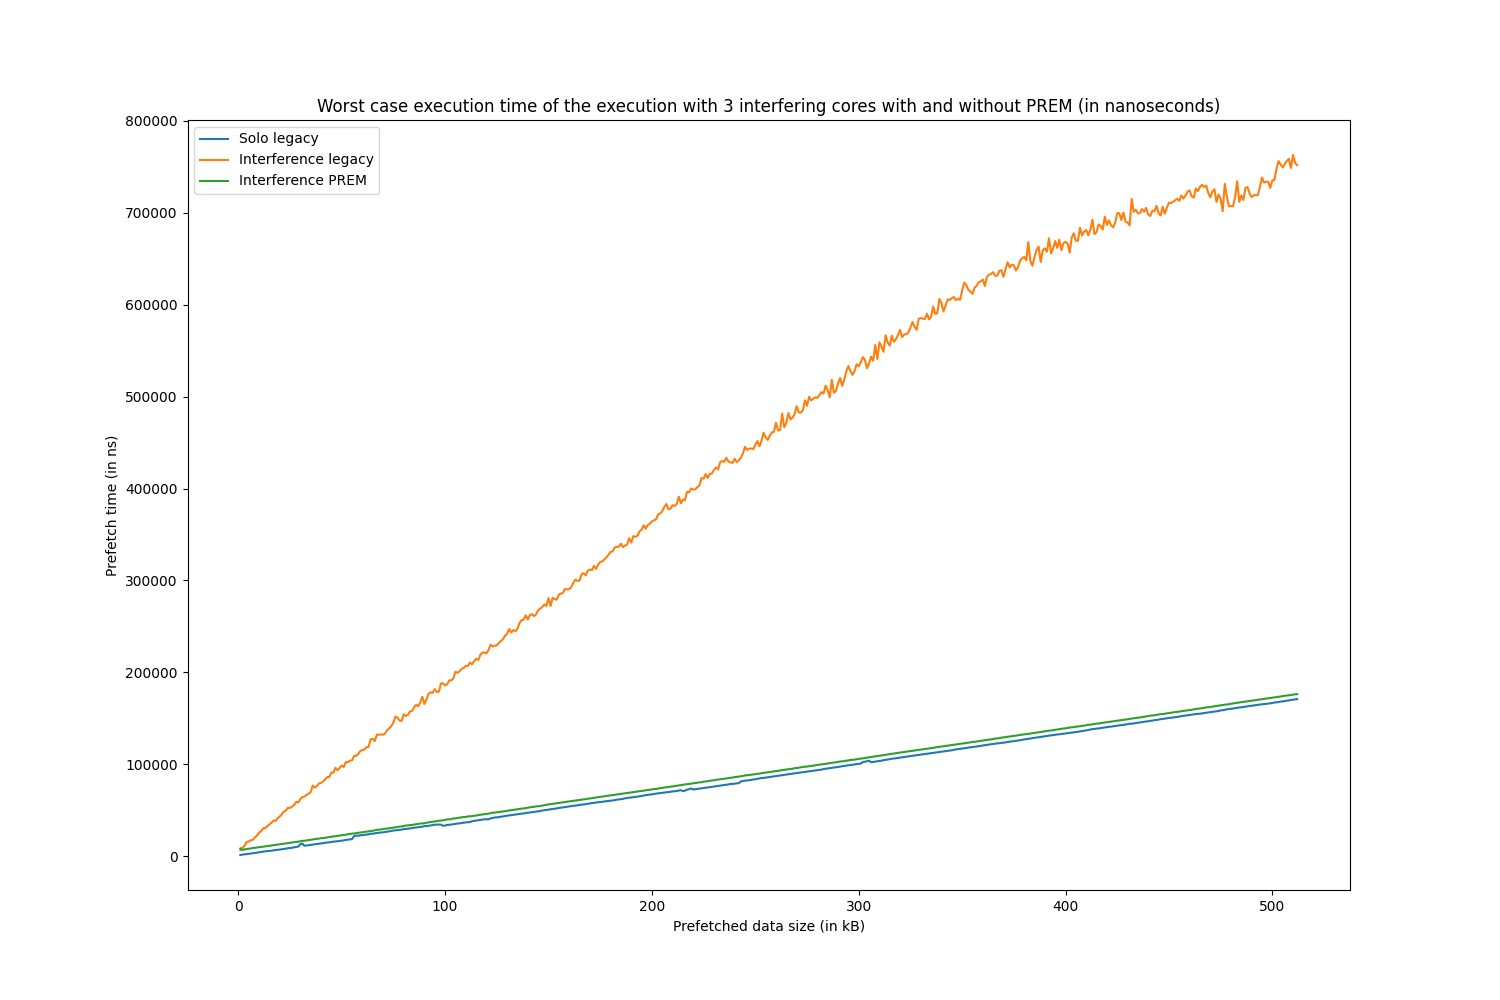 Worst case execution time of the execution with 3 interfering cores with and without PREM (in nanoseconds)
Solo legacy
Interference legacy
Interference PREM
Prefetch time (in ns)
800000
700000
600000
500000
400000
300000
200000
100000
0
0 100 200 300 400 500
Prefetched data size (in kB)